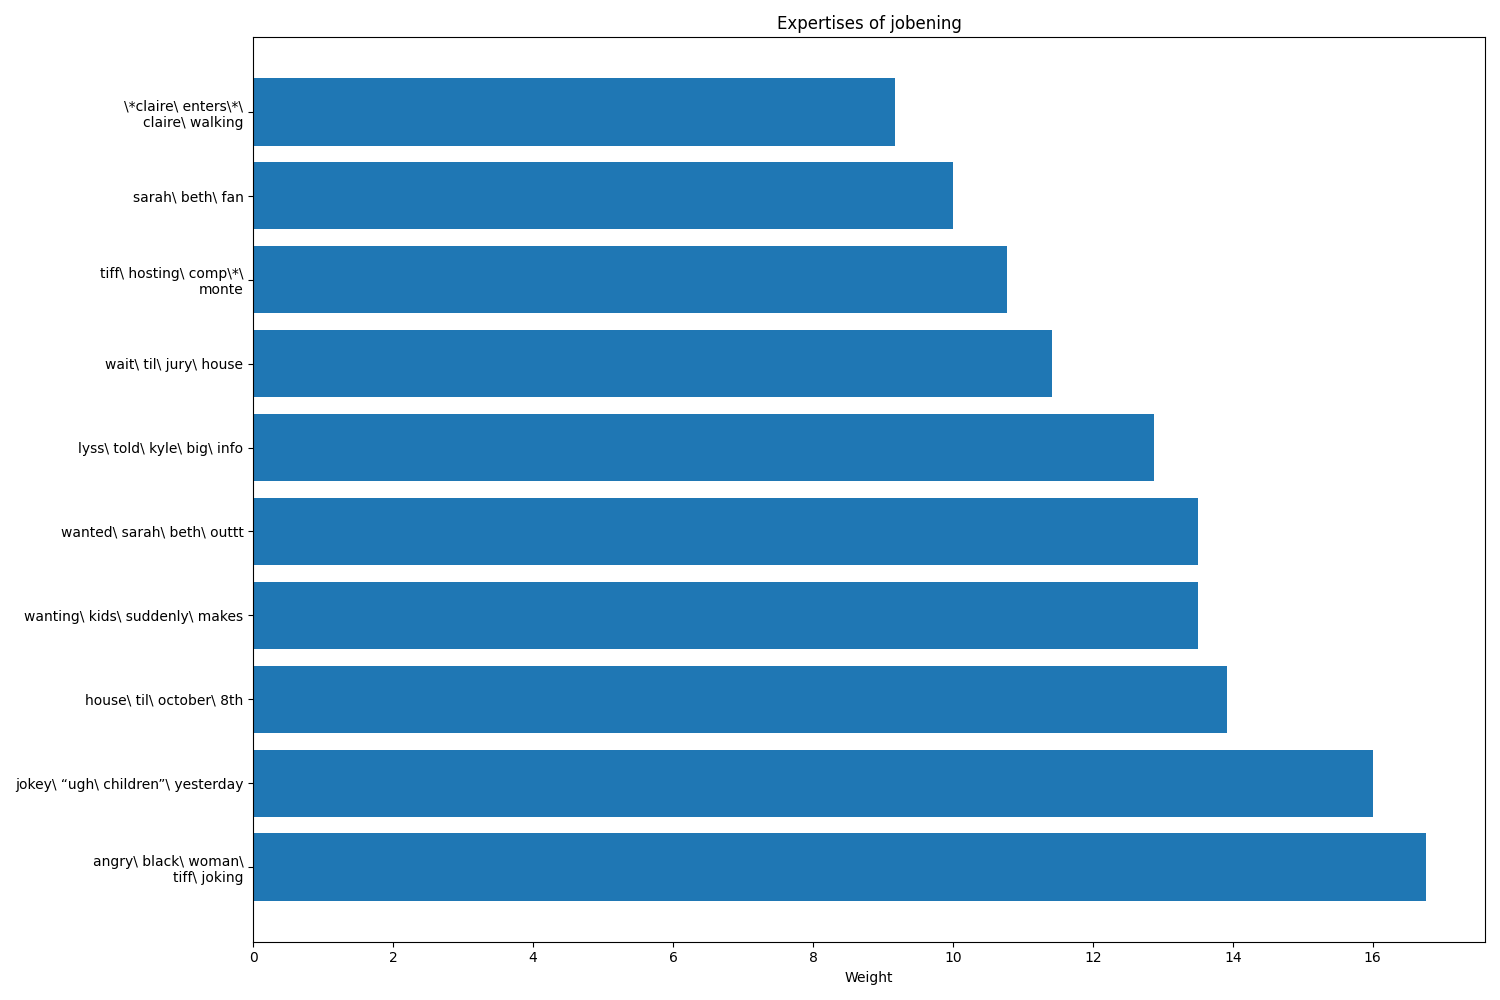 Expertises of jobening
\*claire\ enters\*\
claire\ walking
sarah\ beth\ fan
tiff\ hosting\ comp\*\
monte
wait\ til\ jury\ house
lyss\ told\ kyle\ big\ info
wanted\ sarah\ beth\ outtt
wanting\ kids\ suddenly\ makes
house\ til\ october\ 8th
jokey\ “ugh\ children”\ yesterday
angry\ black\ woman\
tiff\ joking
0 2 4 6 8 10 12 14 16
Weight